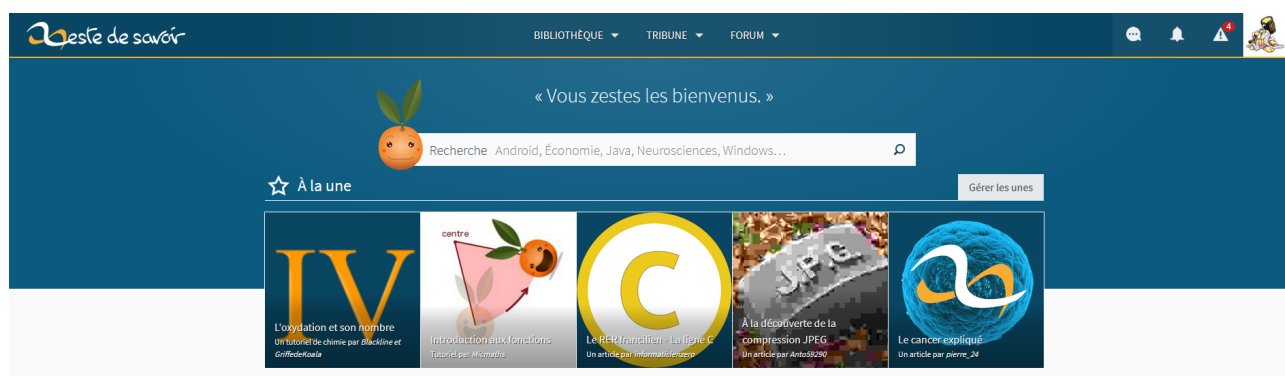 Zeste de savoir
BIBLIOTHÈQUE TRIBUNE FORUM
4
« Vous zestes les bienvenus. »
Recherche Android, Économie, Java, Neurosciences, Windows…
À la une
Gérer les unes
IV
L'oxydation et son nombre
Un tutoriel de chimie par Blackline et
GriffedeKoala
centre
Introduction aux fonctions
Tutoriel par Micmaths
C
Le RER francilien - La ligne C
Un article par Informaticienzero
JPG
À la découverte de la
compression JPEG
Un article par Anto59290
Le cancer expliqué
Un article par pierre_24